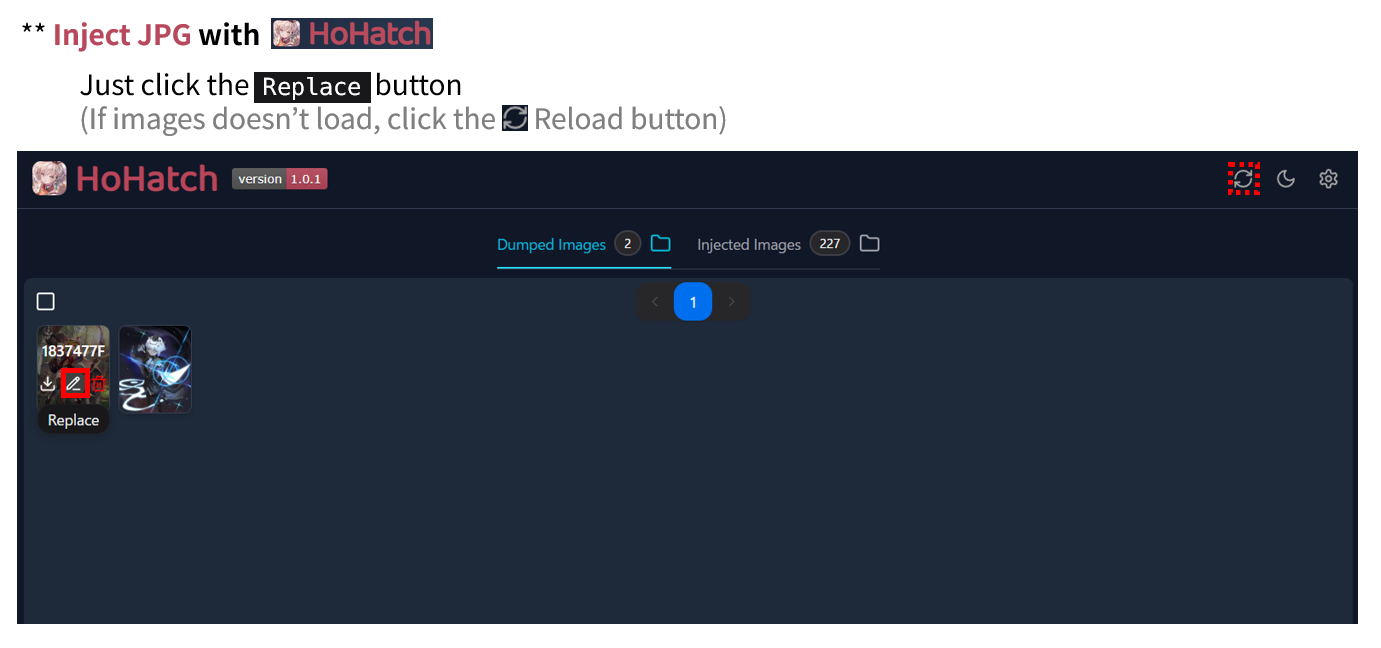 ** Inject JPG with HoHatch
Just click the Replace button
(If images doesn't load, click the Reload button)
HoHatch version 1.0.1
Dumped Images 2 Injected Images 227
1
1837477F
Replace